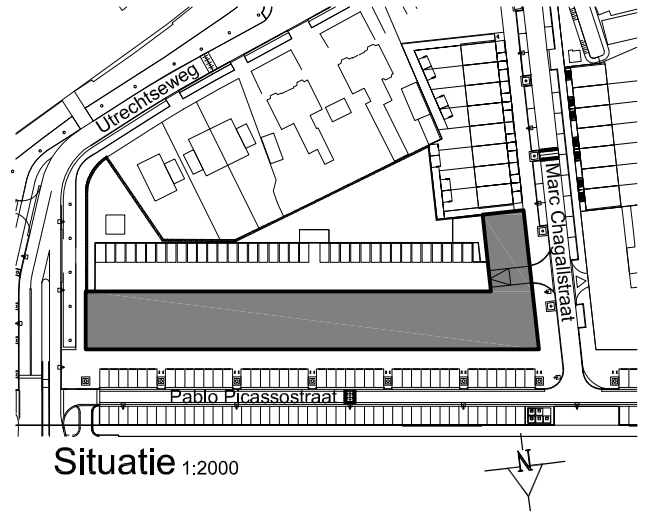 Utrechtseweg
Marc Chagallstraat
Pablo Picassostraat
Situatie 1:2000
N